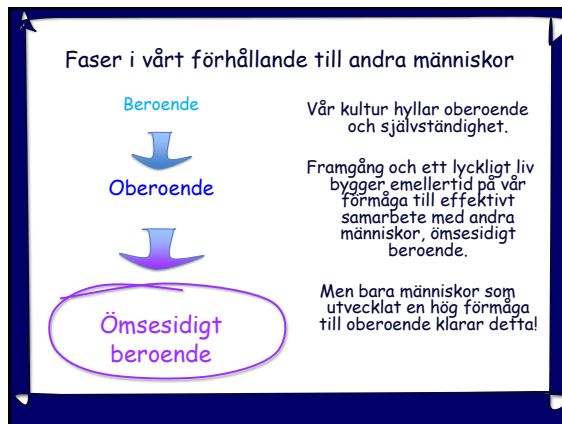 Faser i vårt förhållande till andra människor
Beroende
Oberoende
Ömsesidigt
beroende
Vår kultur hyllar oberoende
och självständighet.
Framgång och ett lyckligt liv
bygger emellertid på vår
förmåga till effektivt
samarbete med andra
människor, ömsesidigt
beroende.
Men bara människor som
utvecklat en hög förmåga
till oberoende klarar detta!